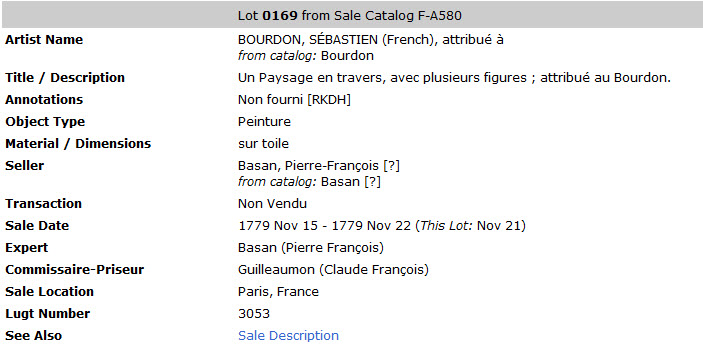 Lot 0169 from Sale Catalog F-A580
Artist Name BOURDON, SÉBASTIEN (French), attribué à
from catalog: Bourdon
Title / Description Un Paysage en travers, avec plusieurs figures ; attribué au Bourdon.
Annotations Non fourni [RKDH]
Object Type Peinture
Material / Dimensions sur toile
Seller Basan, Pierre-François [?]
from catalog: Basan [?]
Transaction Non Vendu
Sale Date 1779 Nov 15 - 1779 Nov 22 (This Lot: Nov 21)
Expert Basan (Pierre François)
Commissaire-Priseur Guilleaumon (Claude François)
Sale Location Paris, France
Lugt Number 3053
See Also Sale Description